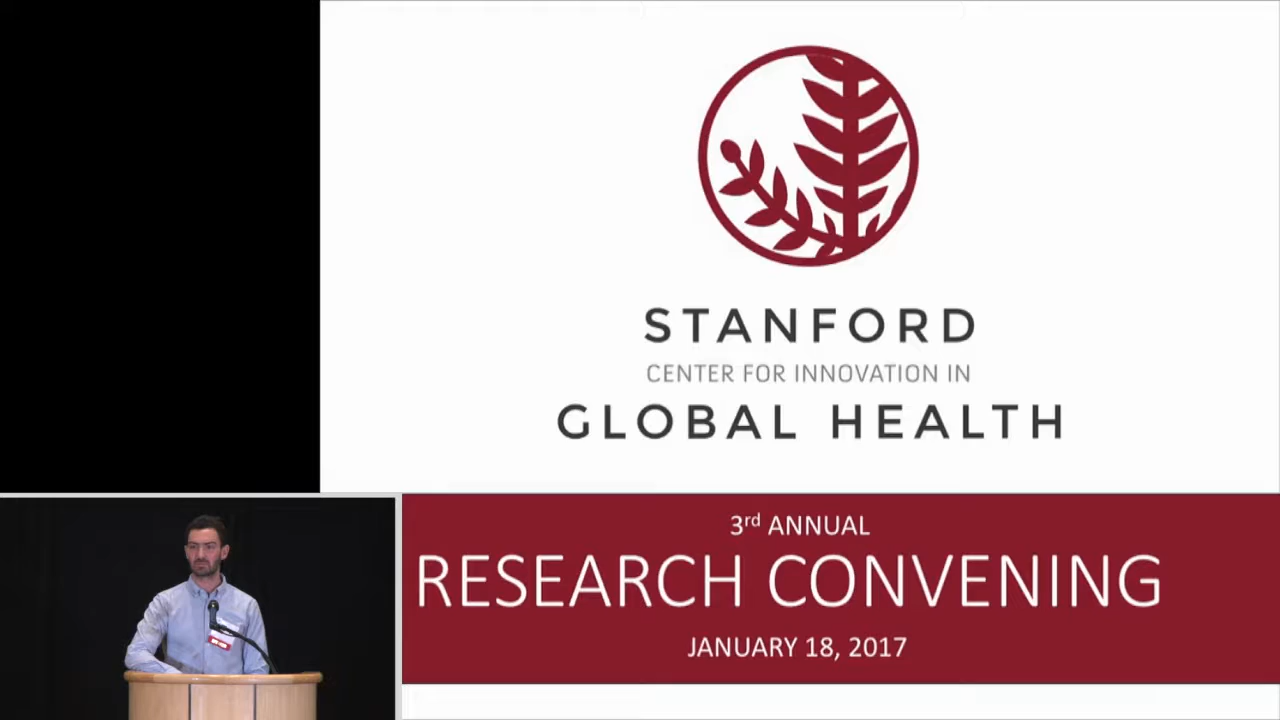 STANFORD
CENTER FOR INNOVATION IN
GLOBAL HEALTH
3rd ANNUAL
RESEARCH CONVENING
JANUARY 18, 2017